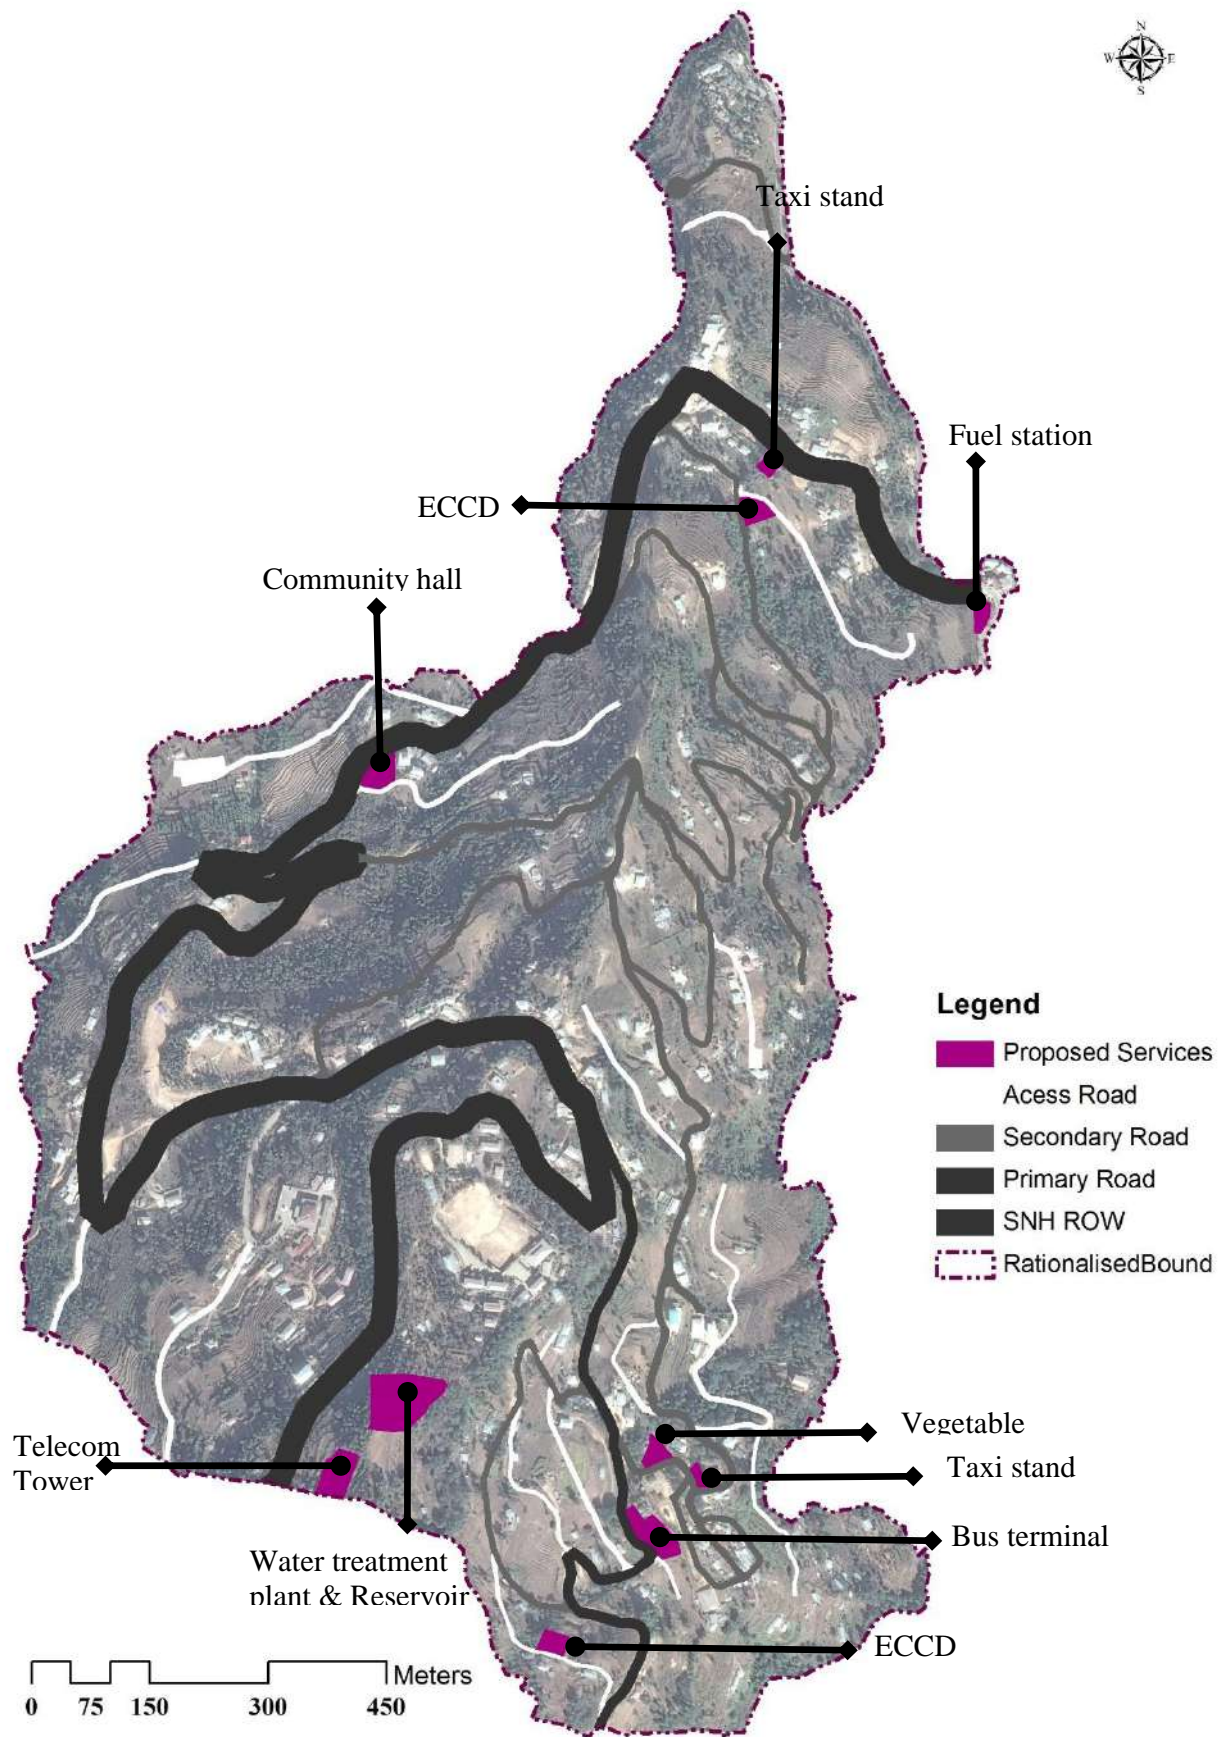 N
W E
S
Taxi stand
Fuel station
ECCD
Community hall
Legend
Proposed Services
Acess Road
Secondary Road
Primary Road
SNH ROW
RationalisedBound
Vegetable
Telecom
Tower
Taxi stand
Bus terminal
Water treatment
plant & Reservoir
ECCD
Meters
0 75 150 300 450